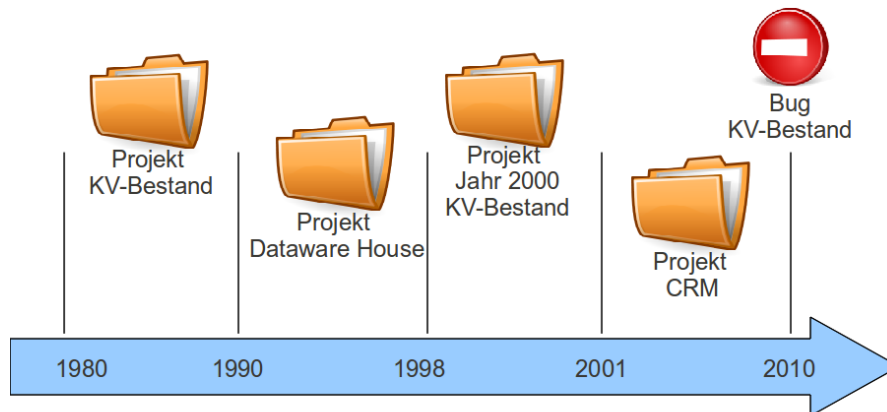 Projekt
KV-Bestand
Projekt
Dataware House
Projekt
Jahr 2000
KV-Bestand
Projekt
CRM
Bug
KV-Bestand
1980
1990
1998
2001
2010